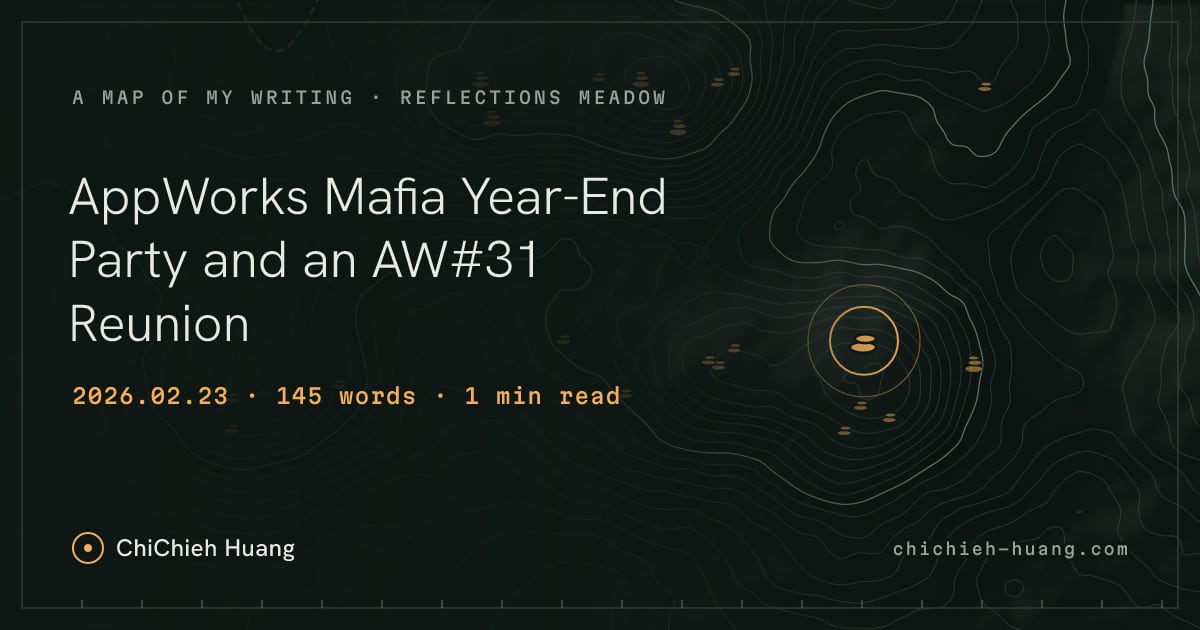 A MAP OF MY WRITING · REFLECTIONS MEADOW
AppWorks Mafia Year-End
Party and an AW#31
Reunion
2026.02.23 · 145 words · 1 min read
ChiChieh Huang
chichieh-huang.com